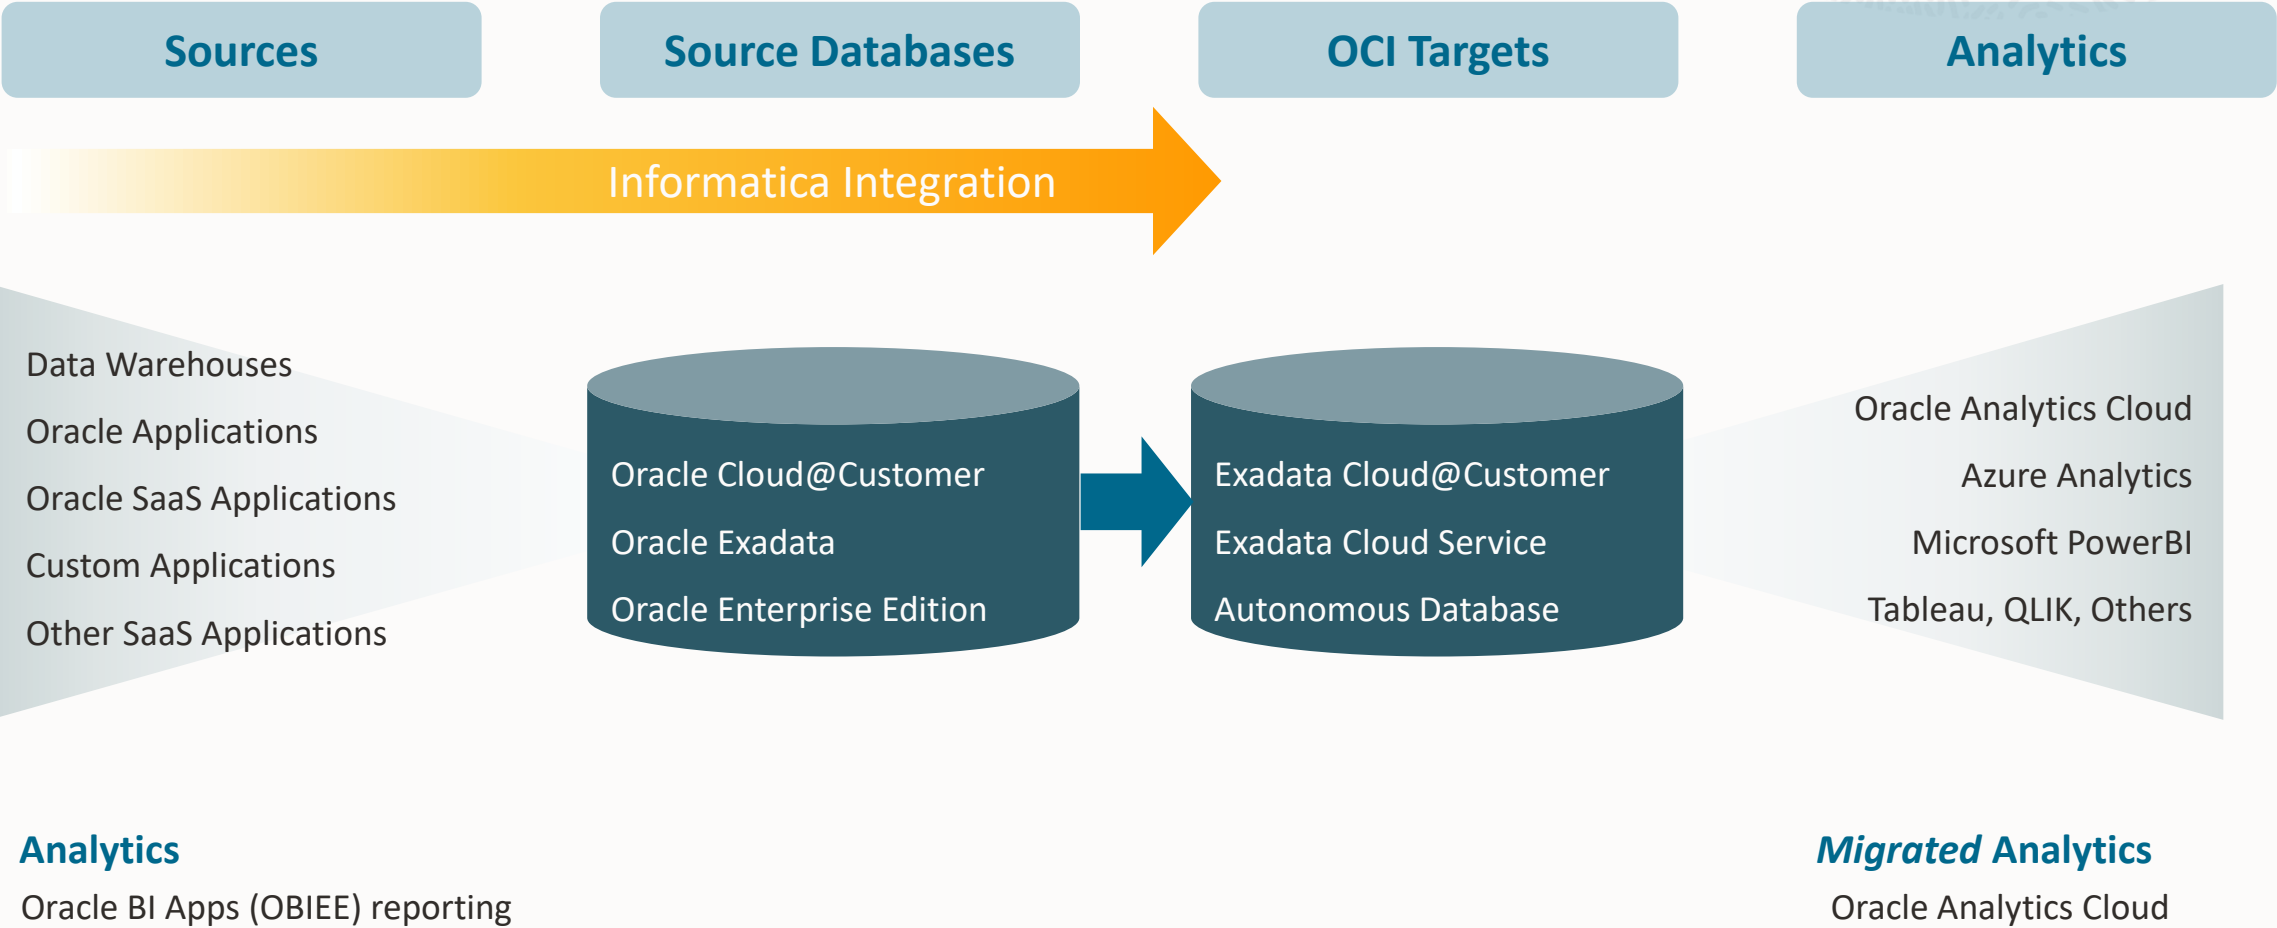 Sources
Source Databases
OCI Targets
Analytics
Informatica Integration
Data Warehouses
Oracle Applications
Oracle SaaS Applications
Custom Applications
Other SaaS Applications
Oracle Cloud@Customer
Oracle Exadata
Oracle Enterprise Edition
Exadata Cloud@Customer
Exadata Cloud Service
Autonomous Database
Oracle Analytics Cloud
Azure Analytics
Microsoft PowerBI
Tableau, QLIK, Others
Analytics
Oracle BI Apps (OBIEE) reporting
Migrated Analytics
Oracle Analytics Cloud